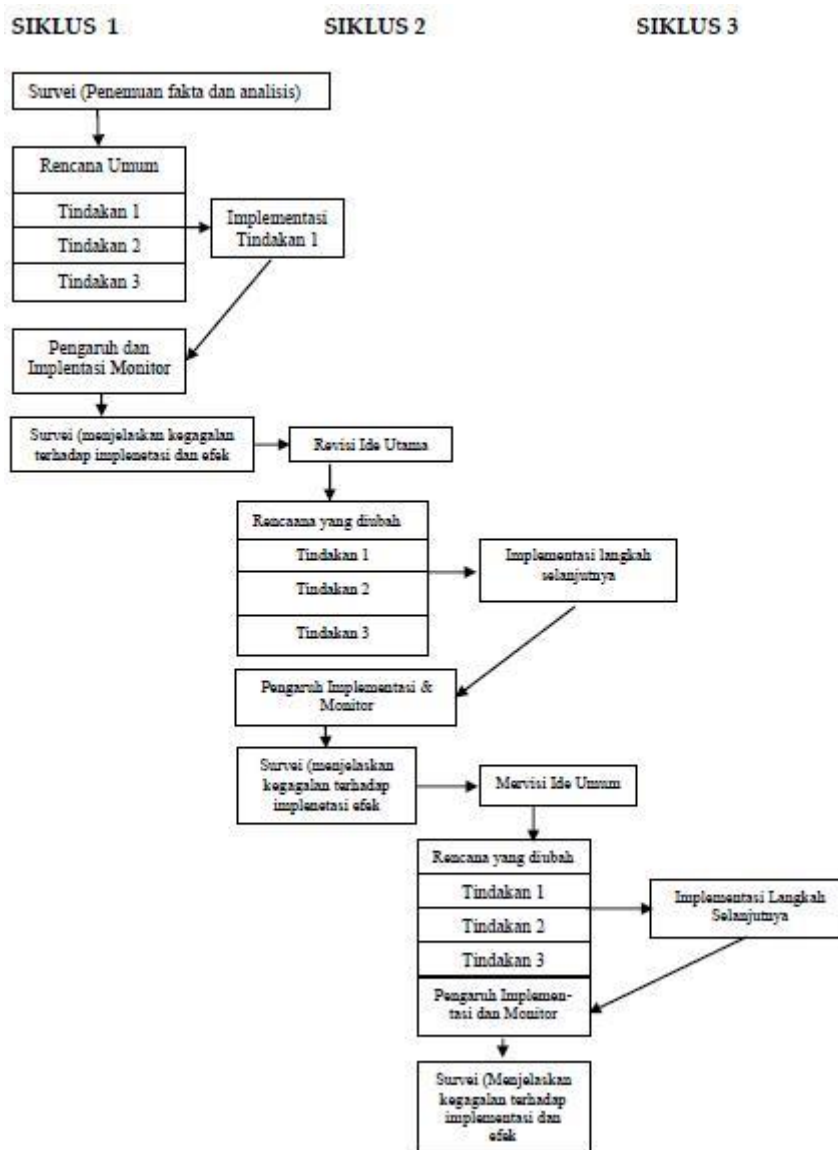 SIKLUS 1 SIKLUS 2 SIKLUS 3
Survei (Penemuan fakta dan analisis)
Rencana Umum
Tindakan 1
Tindakan 2
Tindakan 3
Implementasi
Tindakan 1
Pengaruh dan
Implentasi Monitor
Survei (menjelaskan kegagalan
terhadap implenetasi dan efek
Revisi Ide Utama
Rencaana yang diubah
Tindakan 1
Tindakan 2
Tindakan 3
Implementasi langkah
selanjutnya
Pengaruh Implementasi &
Monitor
Survei (menjelaskan
kegagalan terhadap
implenetasi efek
Mervisi Ide Umum
Rencana yang diubah
Tindakan 1
Tindakan 2
Tindakan 3
Implementasi Langkah
Selanjutnya
Pengaruh Implemen-
tasi dan Monitor
Survei (Menjelaskan
kegagalan terhadap
implementasi dan
efek